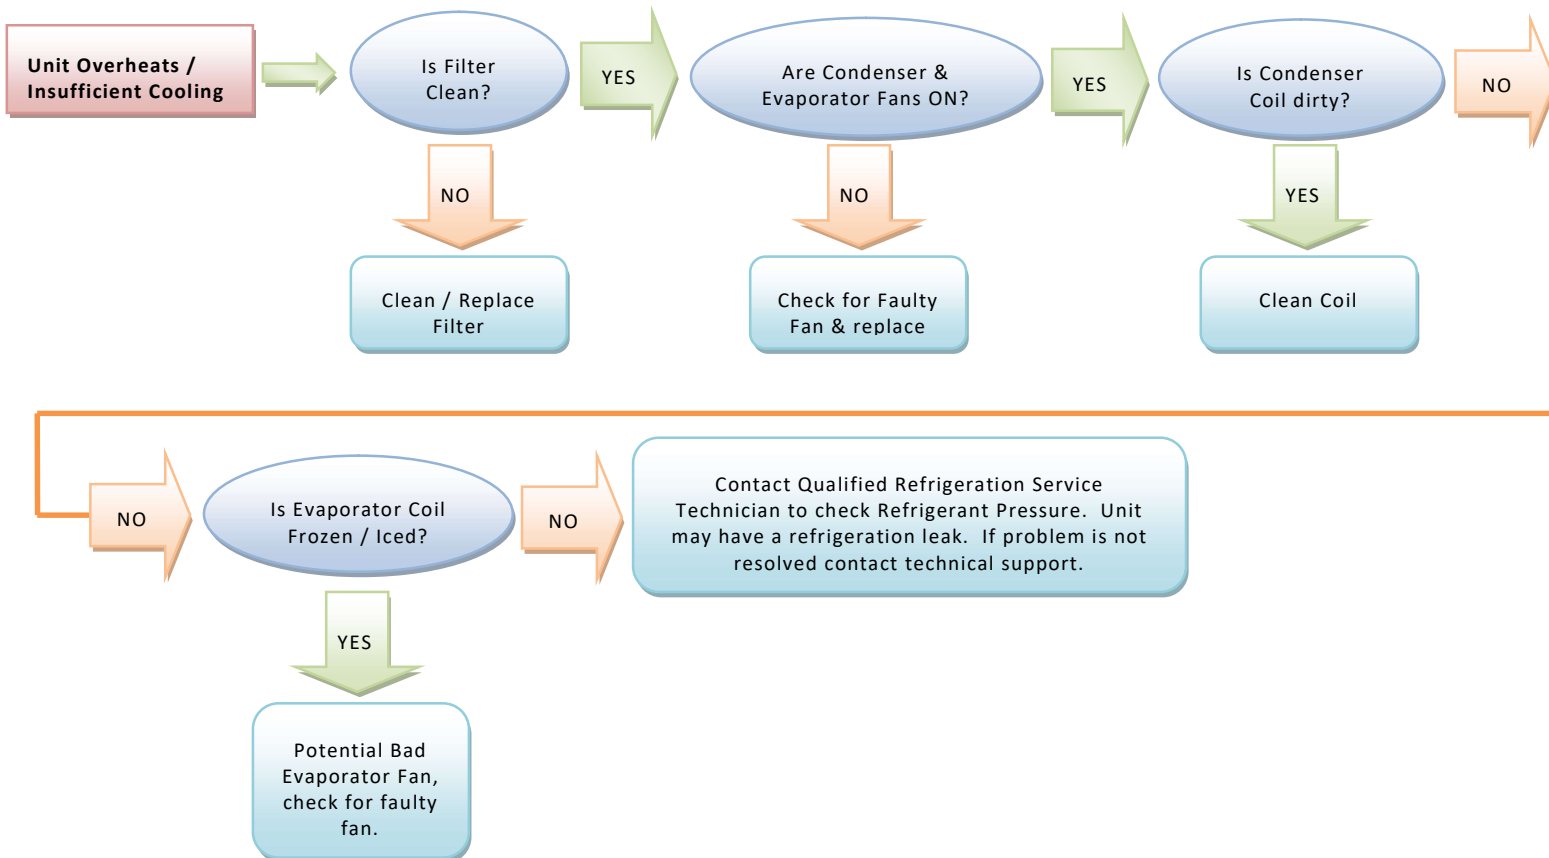 Unit Overheats /
Insufficient Cooling
Is Filter
Clean?
YES
Are Condenser &
Evaporator Fans ON?
YES
Is Condenser
Coil dirty?
NO
NO
NO
YES
Clean / Replace
Filter
Check for Faulty
Fan & replace
Clean Coil
NO
Is Evaporator Coil
Frozen / Iced?
NO
Contact Qualified Refrigeration Service
Technician to check Refrigerant Pressure.  Unit
may have a refrigeration leak.  If problem is not
resolved contact technical support.
YES
Potential Bad
Evaporator Fan,
check for faulty
fan.